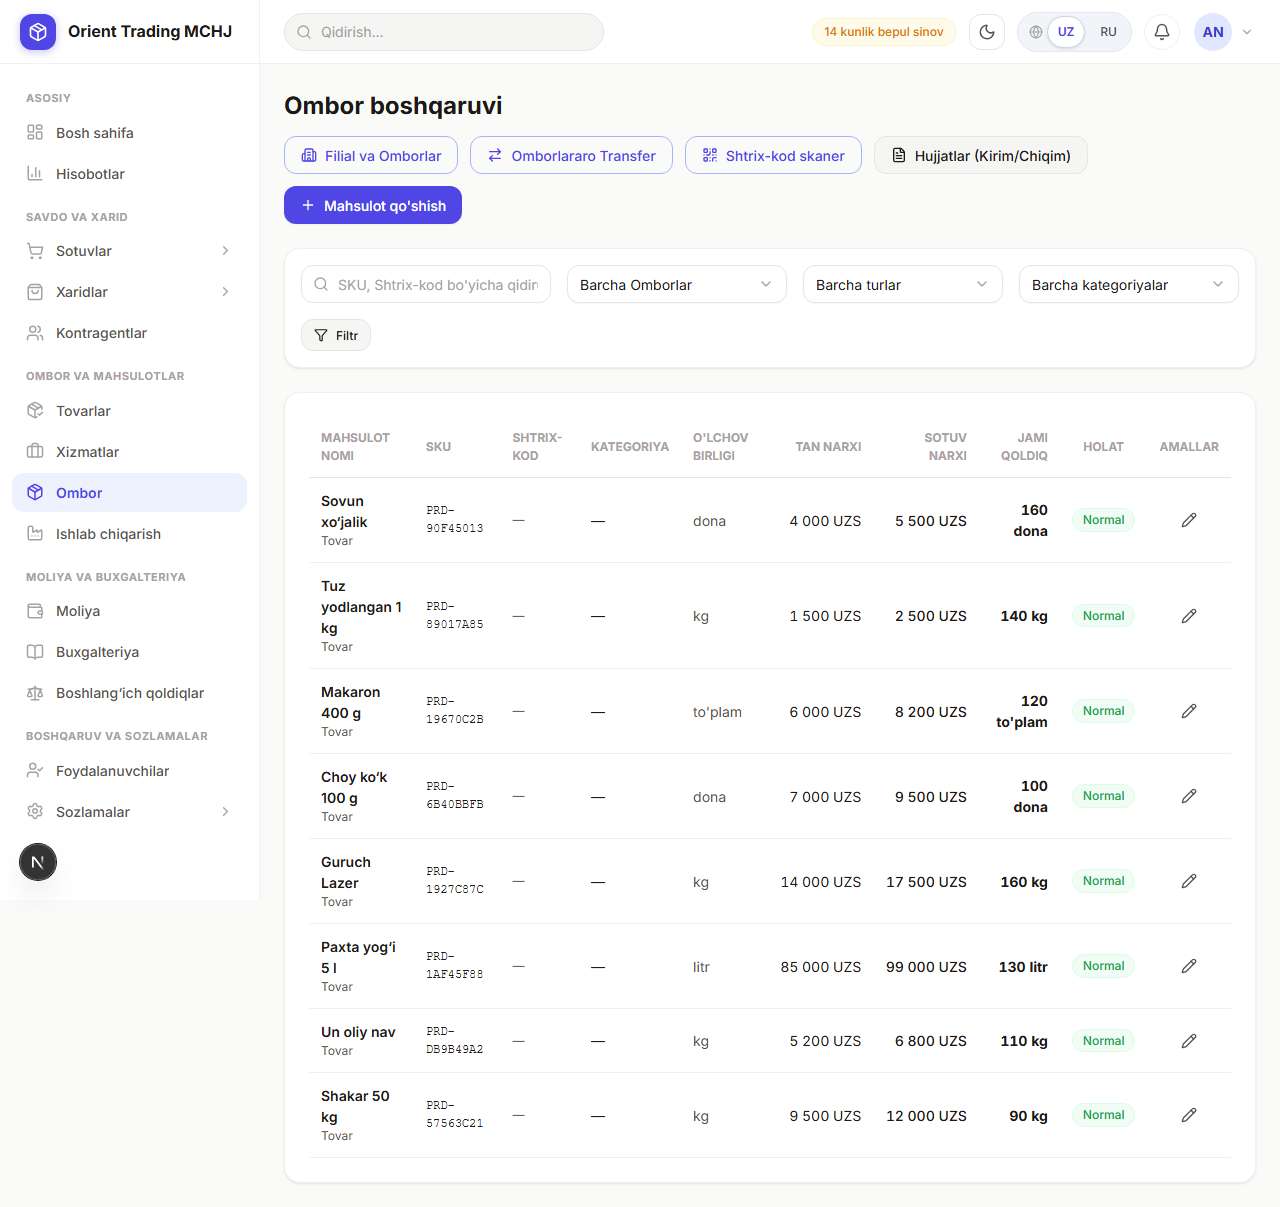 Orient Trading MCHJ
Qidirish...
14 kunlik bepul sinov
UZ
RU
AN
ASOSIY
Bosh sahifa
Hisobotlar
SAVDO VA XARID
Sotuvlar
Xaridlar
Kontragentlar
OMBOR VA MAHSULOTLAR
Tovarlar
Xizmatlar
Ombor
Ishlab chiqarish
MOLIYA VA BUXGALTERIYA
Moliya
Buxgalteriya
Boshlang‘ich qoldiqlar
BOSHQARUV VA SOZLAMALAR
Foydalanuvchilar
Sozlamalar
N
Ombor boshqaruvi
Filial va Omborlar
Omborlararo Transfer
Shtrix-kod skaner
Hujjatlar (Kirim/Chiqim)
Mahsulot qo'shish
SKU, Shtrix-kod bo'yicha qidiru
Barcha Omborlar
Barcha turlar
Barcha kategoriyalar
Filtr
MAHSULOT NOMI SKU SHTRIX-KOD KATEGORIYA O'LCHOV BIRLIGI TAN NARXI SOTUV NARXI JAMI QOLDIQ HOLAT AMALLAR
Sovun xo‘jalik Tovar PRD-90F45013 — — dona 4 000 UZS 5 500 UZS 160 dona Normal
Tuz yodlangan 1 kg Tovar PRD-89017A85 — — kg 1 500 UZS 2 500 UZS 140 kg Normal
Makaron 400 g Tovar PRD-19670C2B — — to'plam 6 000 UZS 8 200 UZS 120 to'plam Normal
Choy ko‘k 100 g Tovar PRD-6B40BBFB — — dona 7 000 UZS 9 500 UZS 100 dona Normal
Guruch Lazer Tovar PRD-1927C87C — — kg 14 000 UZS 17 500 UZS 160 kg Normal
Paxta yog‘i 5 l Tovar PRD-1AF45F88 — — litr 85 000 UZS 99 000 UZS 130 litr Normal
Un oliy nav Tovar PRD-DB9B49A2 — — kg 5 200 UZS 6 800 UZS 110 kg Normal
Shakar 50 kg Tovar PRD-57563C21 — — kg 9 500 UZS 12 000 UZS 90 kg Normal